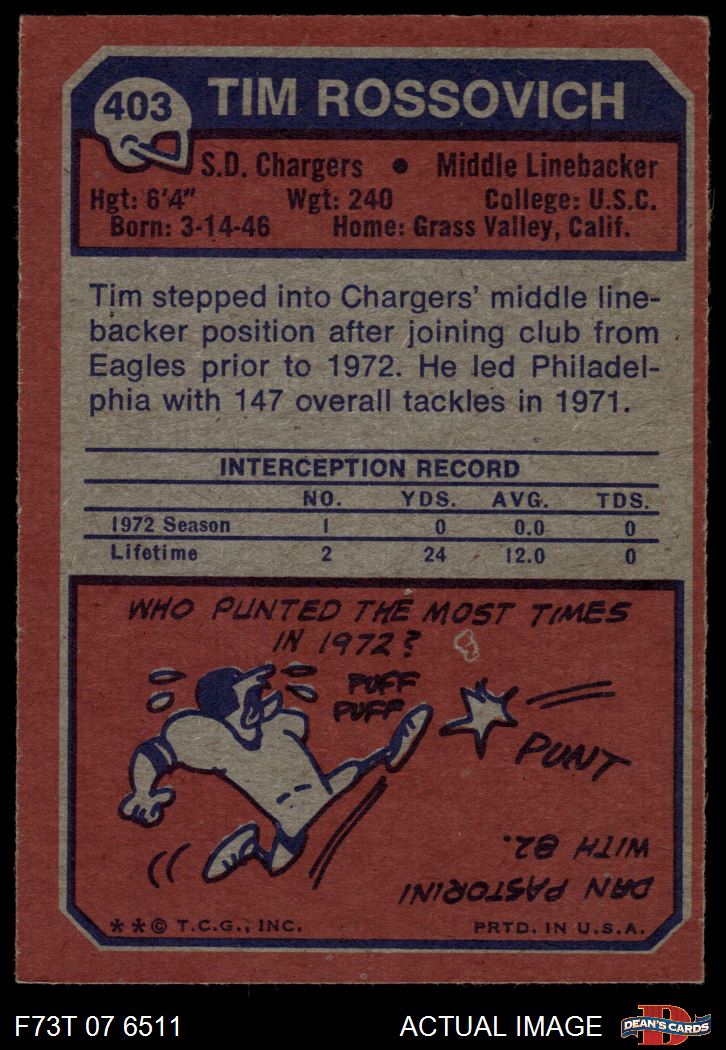 403
TIM ROSSOVICH
S.D. Chargers • Middle Linebacker
Hgt: 6'4" Wgt: 240 College: U.S.C.
Born: 3-14-46 Home: Grass Valley, Calif.
Tim stepped into Chargers' middle line-
backer position after joining club from
Eagles prior to 1972. He led Philadel-
phia with 147 overall tackles in 1971.
INTERCEPTION RECORD
NO. YDS. AVG. TDS.
1972 Season 1 0 0.0 0
Lifetime 2 24 12.0 0
WHO PUNTED THE MOST TIMES
IN 1972?
PUFF
PUFF
PUNT
DAN PASTORINI
WITH 82.
**© T.C.G., INC. PRTD. IN U.S.A.
F73T 07 6511 ACTUAL IMAGE
D
DEAN'S CARDS